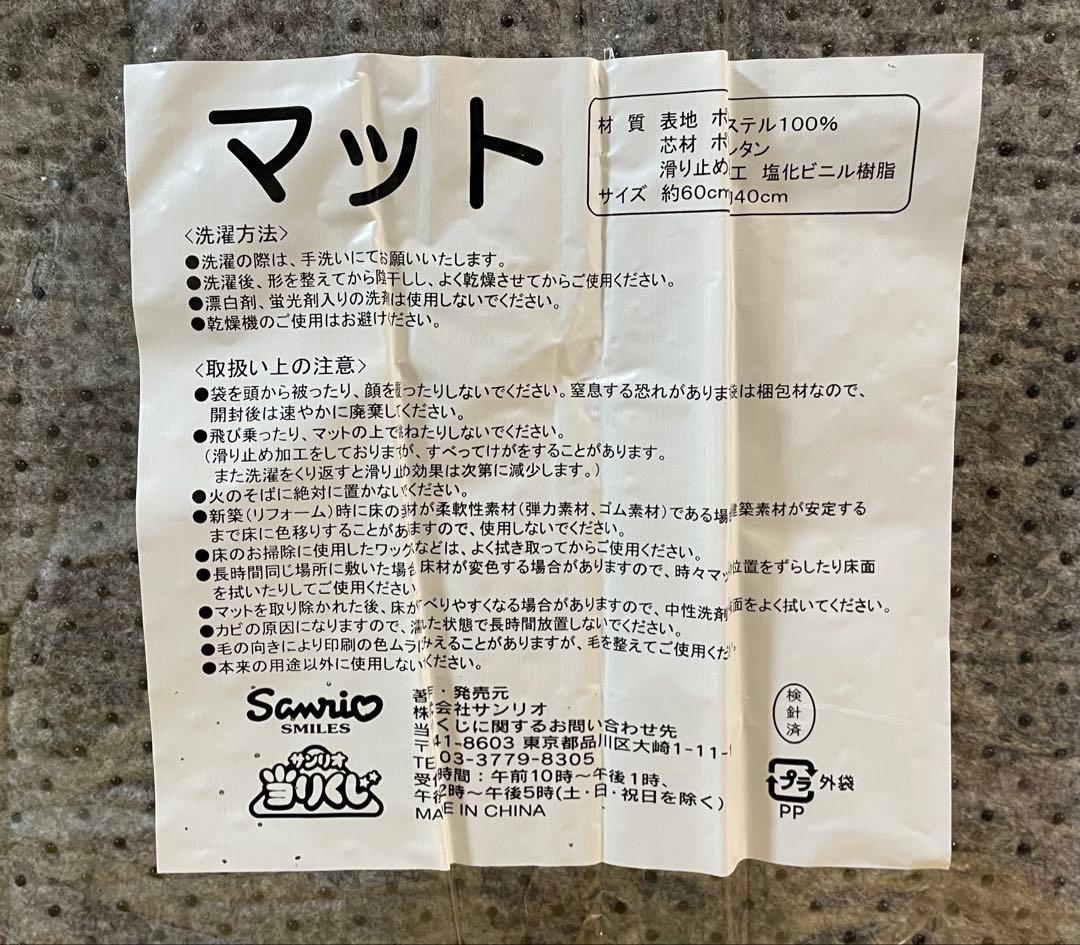 マット
材 質 表地 ポ ステル100%
芯材 ポ レタン
滑り止め 工 塩化ビニル樹脂
サイズ 約60cm 40cm
<洗濯方法>
●洗濯の際は、手洗いにてお願いいたします。
●洗濯後、形を整えてから陰干しし、よく乾燥させてからご使用ください。
●漂白剤、蛍光剤入りの洗剤は使用しないでください。
●乾燥機のご使用はお避けください。
<取扱い上の注意>
●袋を頭から被ったり、顔を覆ったりしないでください。窒息する恐れがありま 袋は梱包材なので、
開封後は速やかに廃棄してください。
●飛び乗ったり、マットの上で跳ねたりしないでください。
(滑り止め加工をしておりますが、すべってけがをすることがあります。
また洗濯をくり返すと滑り止め効果は次第に減少します。)
●火のそばに絶対に置かないでください。
●新築(リフォーム)時に床の素材が柔軟性素材(弾力素材、ゴム素材)である場 建築素材が安定する
まで床に色移りすることがありますので、使用しないでください。
●床のお掃除に使用したワックスなどは、よく拭き取ってからご使用ください。
●長時間同じ場所に敷いた場合 床材が変色する場合がありますので、時々マッ 位置をずらしたり床面
を拭いたりしてご使用ください
●マットを取り除かれた後、床がすべりやすくなる場合がありますので、中性洗剤 面をよく拭いてください。
●カビの原因になりますので、濡れた状態で長時間放置しないでください。
●毛の向きにより印刷の色ムラにみえることがありますが、毛を整えてご使用くだ
●本来の用途以外に使用しないでください。
Sanrio
SMILES
サンリオ
当りくじ
著 ・発売元
株 会社サンリオ
当 くじに関するお問い合わせ先
〒 41-8603 東京都品川区大崎1-11-
TE 03-3779-8305
受 時間:午前10時～午後1時、
午後 2時～午後5時(土・日・祝日を除く)
MA E IN CHINA
検
針
済
プラ 外袋
PP